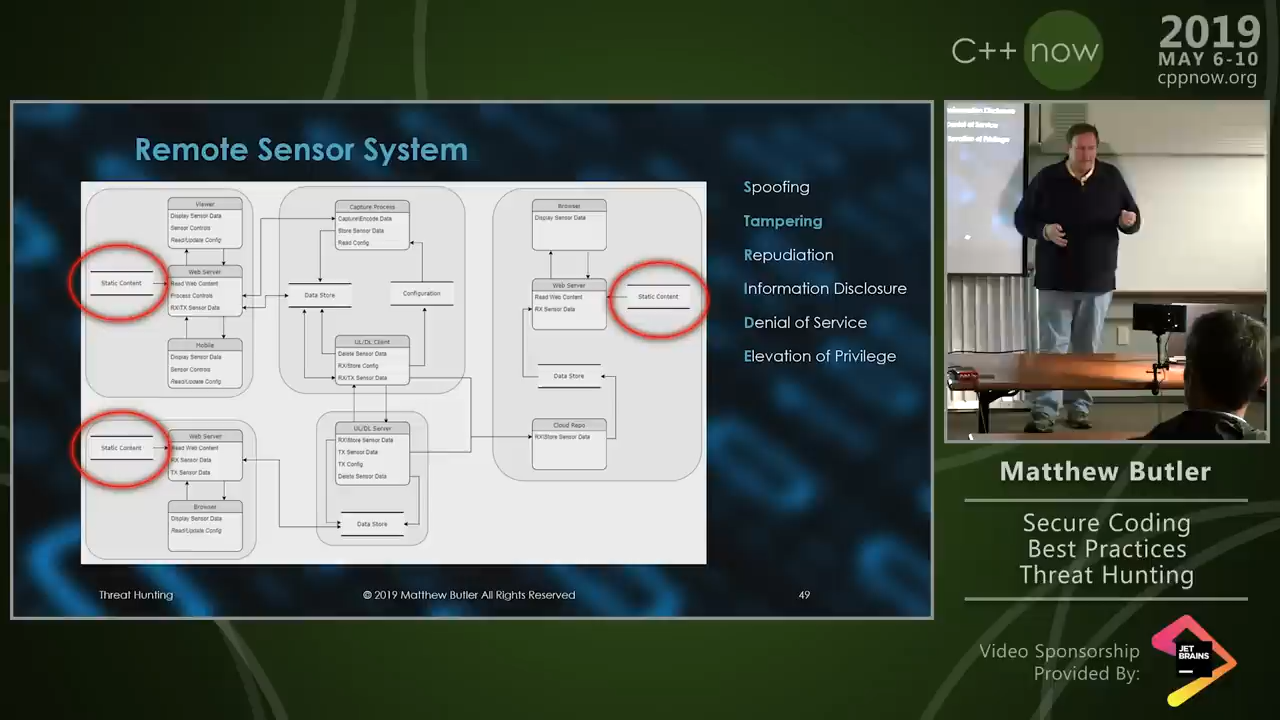 C++ now
2019
MAY 6-10
cppnow.org
Remote Sensor System
Viewer
Display Sensor Data
Sensor Controls
Read/Update Config
Static Content
Web Server
Read Web Content
Process Controls
RX/TX Sensor Data
Mobile
Display Sensor Data
Sensor Controls
Read/Update Config
Capture Process
Capture\Encode Data
Store Sensor Data
Read Config
Data Store
Configuration
UL/DL Client
Delete Sensor Data
RX/Store Config
RX/TX Sensor Data
Browser
Display Sensor Data
Web Server
Read Web Content
RX Sensor Data
Static Content
Data Store
Cloud Repo
RX\Store Sensor Data
Static Content
Web Server
Read Web Content
RX Sensor Data
TX Sensor Data
Browser
Display Sensor Data
Read/Update Config
UL/DL Server
RX\Store Sensor Data
TX Sensor Data
TX Config
Delete Sensor Data
Data Store
Spoofing
Tampering
Repudiation
Information Disclosure
Denial of Service
Elevation of Privilege
Threat Hunting
© 2019 Matthew Butler All Rights Reserved
49
Information Disclosure
Denial of Service
Elevation of Privilege
Matthew Butler
Secure Coding
Best Practices
Threat Hunting
Video Sponsorship
Provided By:
JET
BRAINS